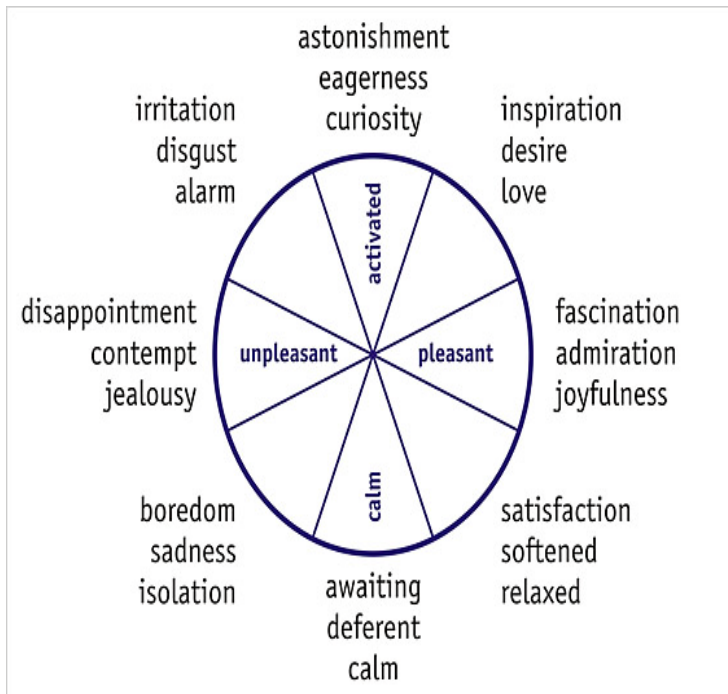 astonishment
eagerness
curiosity
irritation
disgust
alarm
inspiration
desire
love
activated
disappointment
contempt
jealousy
unpleasant
pleasant
fascination
admiration
joyfulness
calm
boredom
sadness
isolation
awaiting
deferent
calm
satisfaction
softened
relaxed